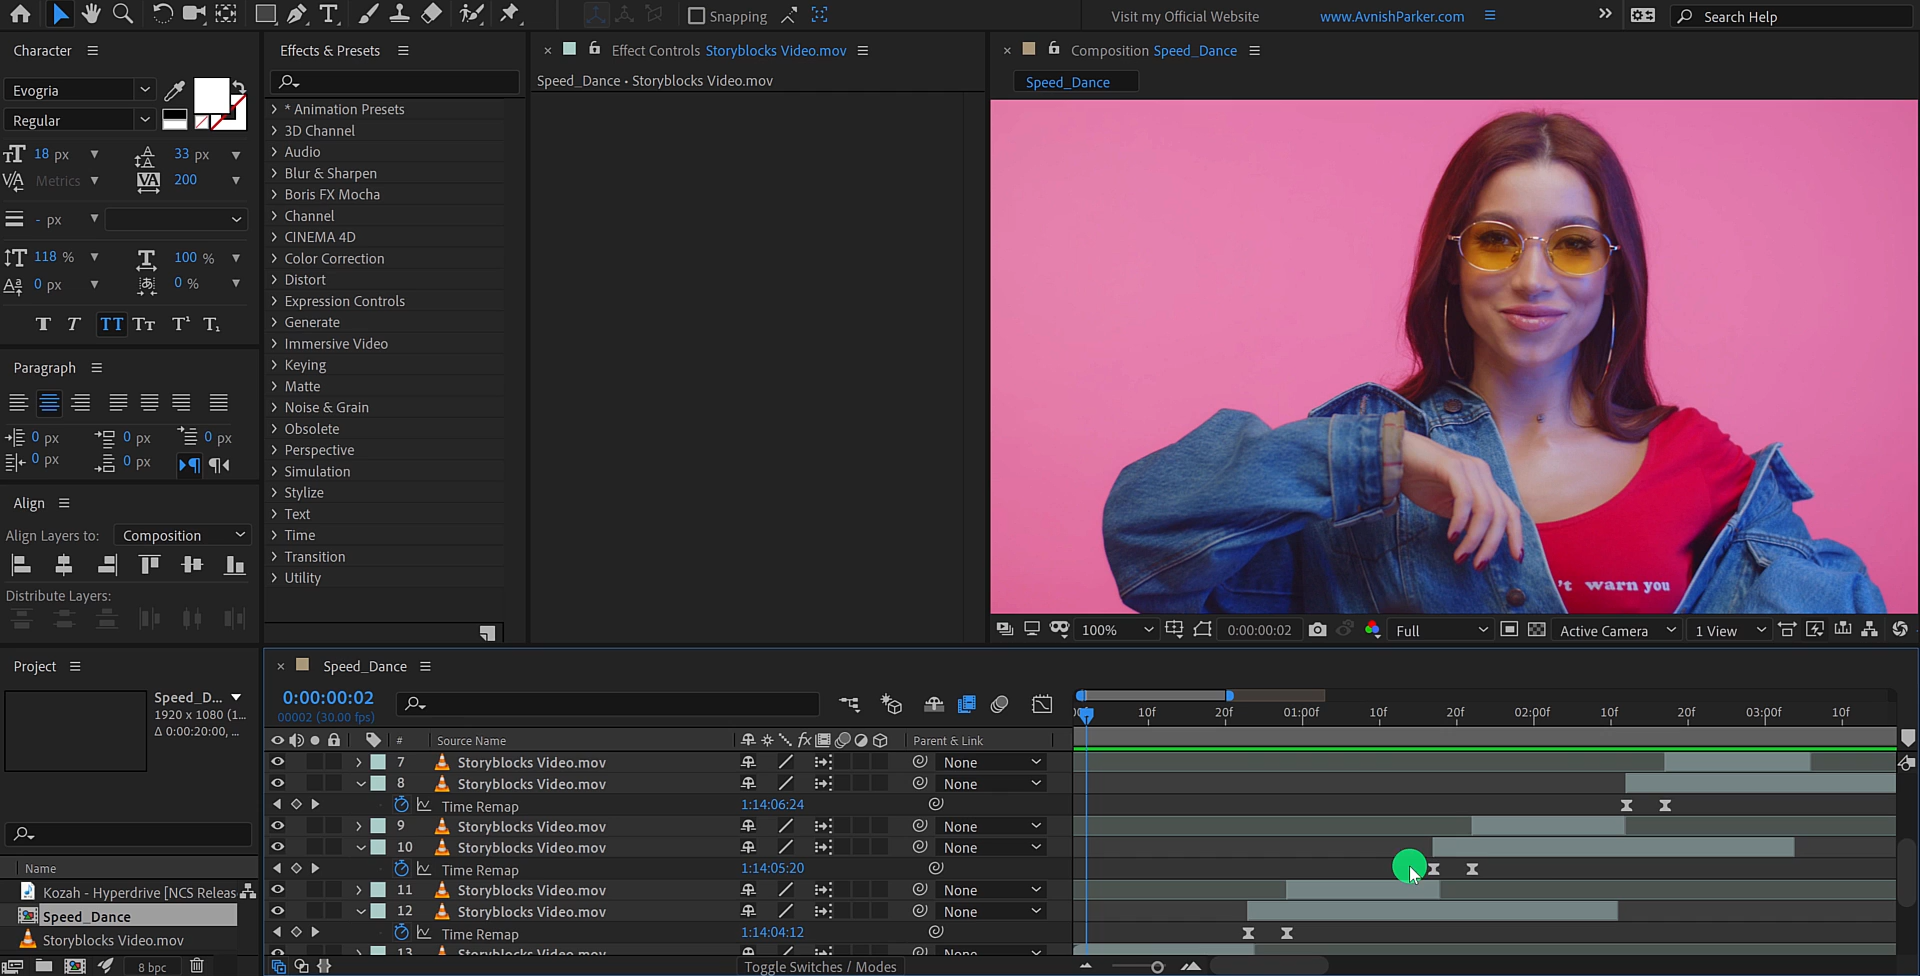 Snapping
Visit my Official Website
www.AvnishParker.com
Search Help
Character
Effects & Presets
Effect Controls Storyblocks Video.mov
Composition Speed_Dance
Speed_Dance • Storyblocks Video.mov
Speed_Dance
Evogria
Regular
18 px
33 px
Metrics
200
- px
118 %
100 %
0 px
0 %
Paragraph
0 px
0 px
0 px
0 px
0 px
Align
Align Layers to:
Composition
Distribute Layers:
* Animation Presets
3D Channel
Audio
Blur & Sharpen
Boris FX Mocha
Channel
CINEMA 4D
Color Correction
Distort
Expression Controls
Generate
Immersive Video
Keying
Matte
Noise & Grain
Obsolete
Perspective
Simulation
Stylize
Text
Time
Transition
Utility
't warn you
100%
0:00:00:02
Full
Active Camera
1 View
Project
Speed_D...
1920 x 1080 (1...
Δ 0:00:20:00, ...
Name
Kozah - Hyperdrive [NCS Releas
Speed_Dance
Storyblocks Video.mov
8 bpc
Speed_Dance
0:00:00:02
00002 (30.00 fps)
10f 20f 01:00f 10f 20f 02:00f 10f 20f 03:00f 10f
# Source Name
fx
Parent & Link
7 Storyblocks Video.mov None
8 Storyblocks Video.mov None
Time Remap 1:14:06:24
9 Storyblocks Video.mov None
10 Storyblocks Video.mov None
Time Remap 1:14:05:20
11 Storyblocks Video.mov None
12 Storyblocks Video.mov None
Time Remap 1:14:04:12
13 Storyblocks Video.mov
Toggle Switches / Modes